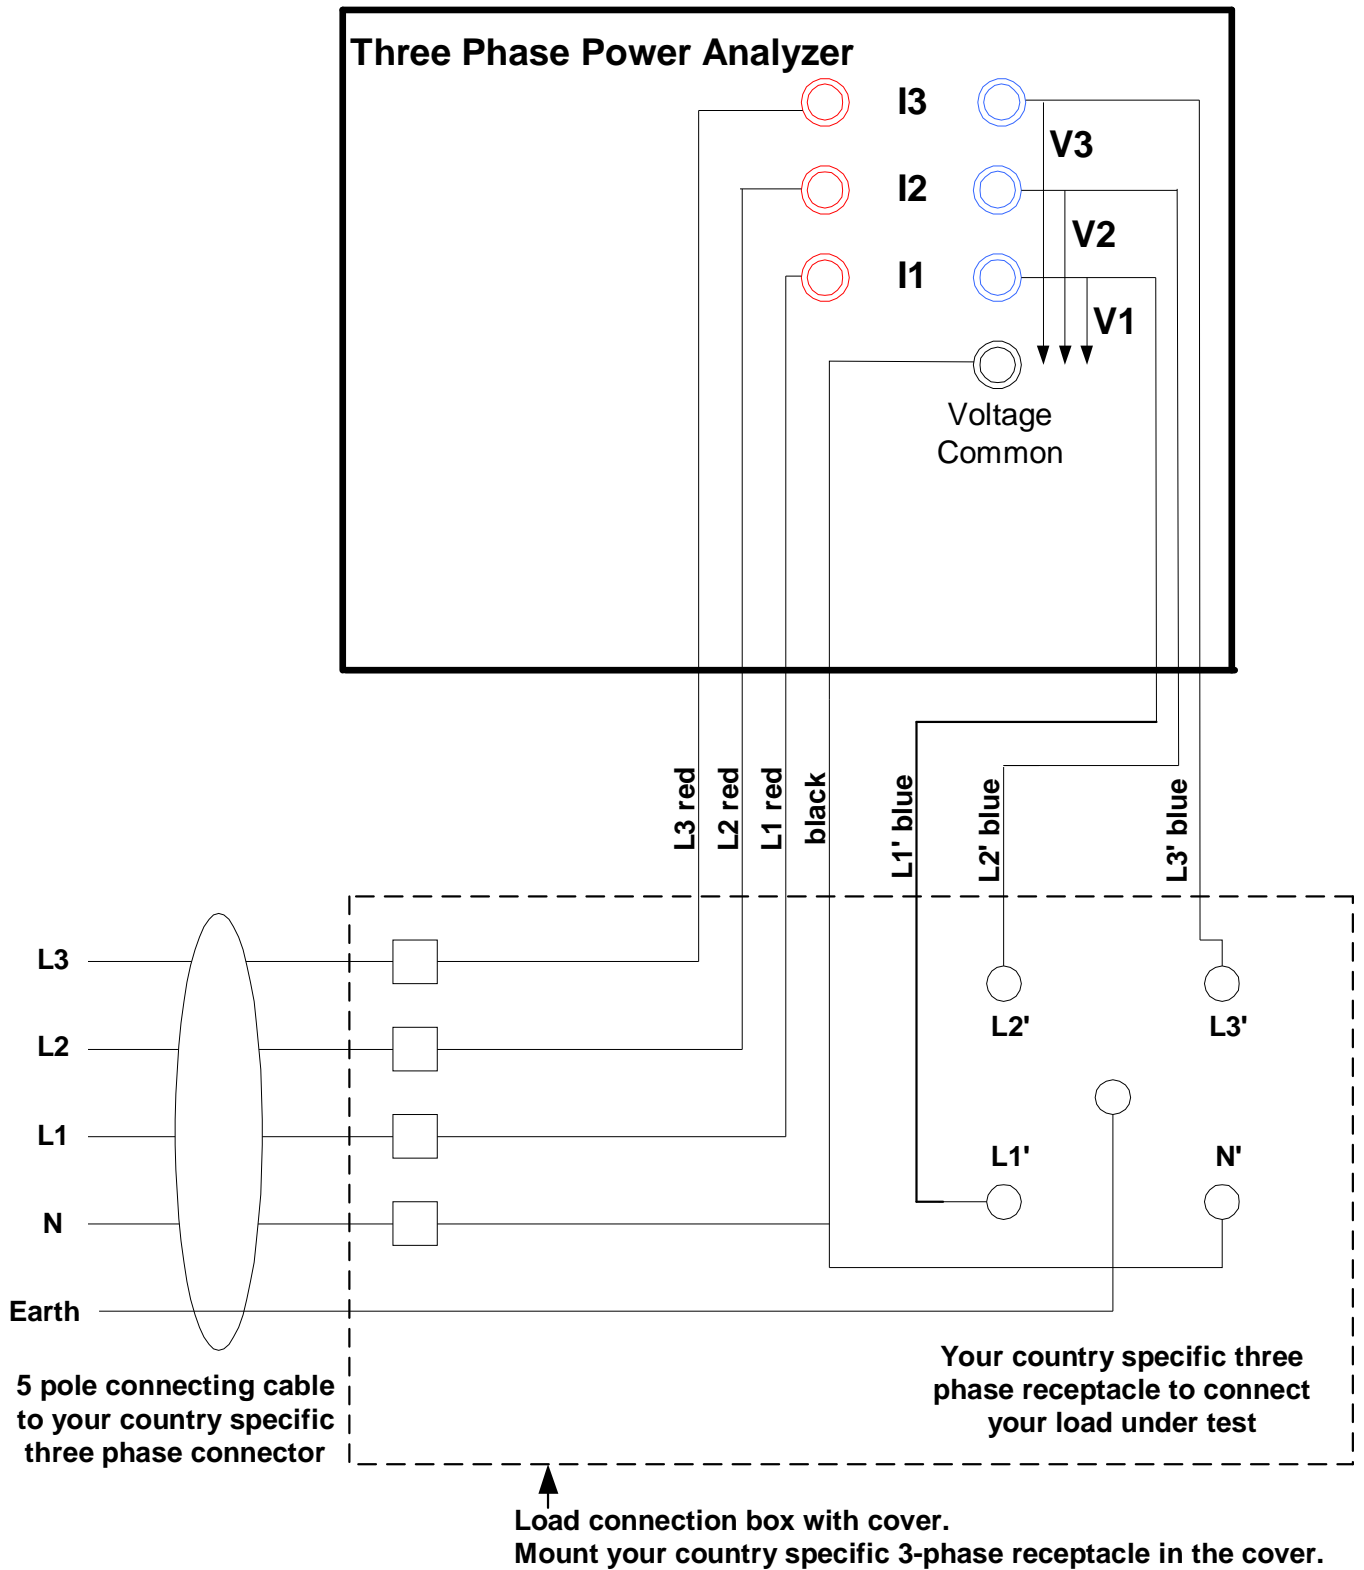 Three Phase Power Analyzer
I3
V3
I2
V2
I1
V1
Voltage
Common
L3 red
L2 red
L1 red
black
L1' blue
L2' blue
L3' blue
L3
L2
L1
N
Earth
L2'
L3'
L1'
N'
5 pole connecting cable
to your country specific
three phase connector
Your country specific three
phase receptacle to connect
your load under test
Load connection box with cover.
Mount your country specific 3-phase receptacle in the cover.